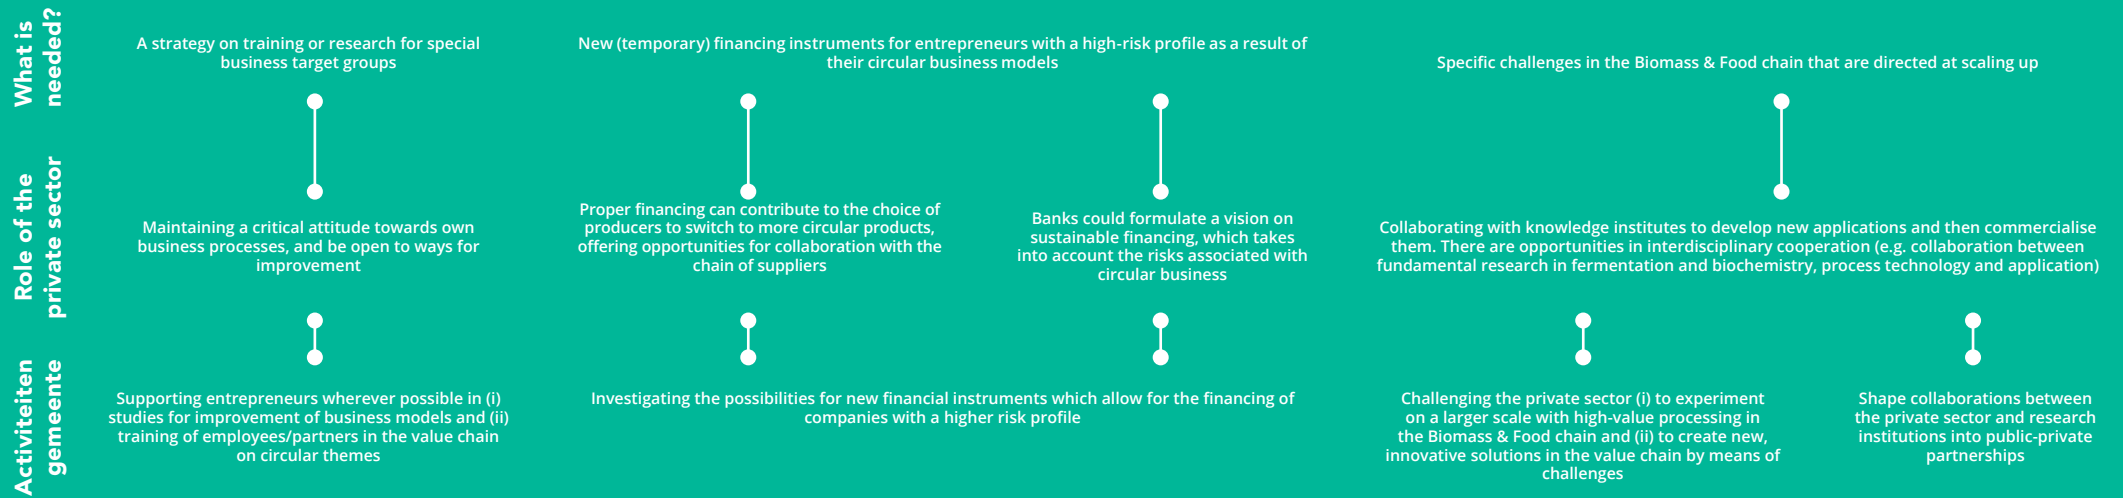 What is
needed?
A strategy on training or research for special
business target groups
New (temporary) financing instruments for entrepreneurs with a high-risk profile as a result of
their circular business models
Specific challenges in the Biomass & Food chain that are directed at scaling up
Role of the
private sector
Maintaining a critical attitude towards own
business processes, and be open to ways for
improvement
Proper financing can contribute to the choice of
producers to switch to more circular products,
offering opportunities for collaboration with the
chain of suppliers
Banks could formulate a vision on
sustainable financing, which takes
into account the risks associated with
circular business
Collaborating with knowledge institutes to develop new applications and then commercialise
them. There are opportunities in interdisciplinary cooperation (e.g. collaboration between
fundamental research in fermentation and biochemistry, process technology and application)
Activiteiten
gemeente
Supporting entrepreneurs wherever possible in (i)
studies for improvement of business models and (ii)
training of employees/partners in the value chain
on circular themes
Investigating the possibilities for new financial instruments which allow for the financing of
companies with a higher risk profile
Challenging the private sector (i) to experiment
on a larger scale with high-value processing in
the Biomass & Food chain and (ii) to create new,
innovative solutions in the value chain by means of
challenges
Shape collaborations between
the private sector and research
institutions into public-private
partnerships